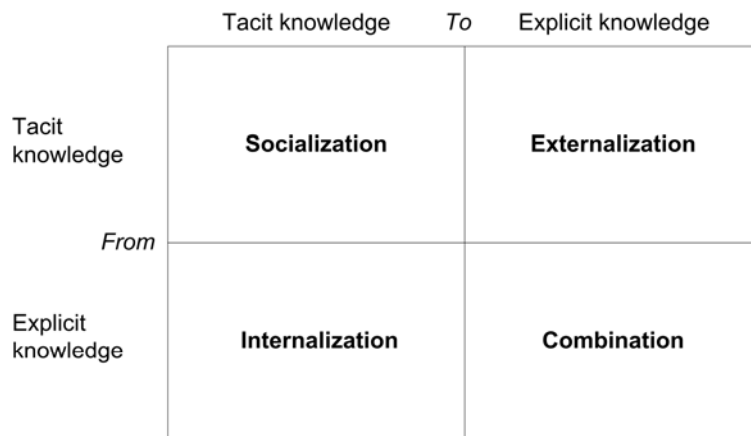 Tacit knowledge To Explicit knowledge
Tacit
knowledge
Socialization Externalization
From
Explicit
knowledge
Internalization Combination